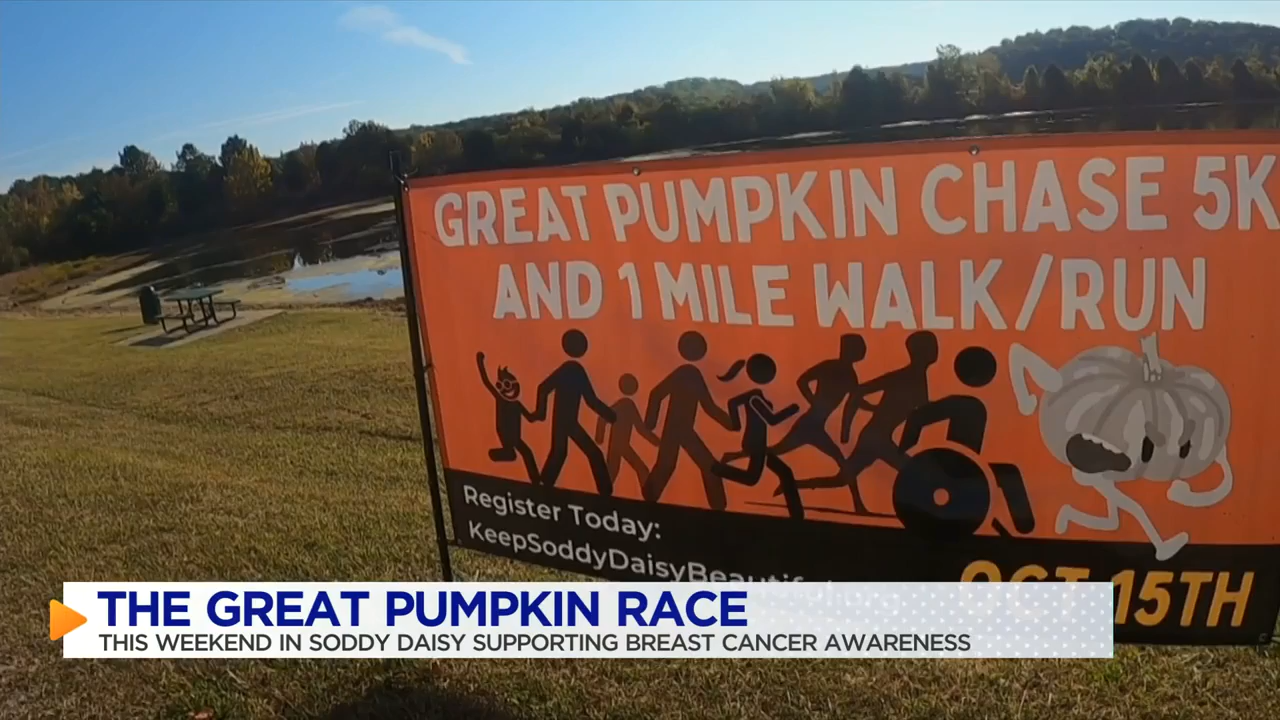 GREAT PUMPKIN CHASE 5K
AND 1 MILE WALK/RUN
Register Today:
KeepSoddyDaisyBeautiful
OCT 15TH
THE GREAT PUMPKIN RACE
THIS WEEKEND IN SODDY DAISY SUPPORTING BREAST CANCER AWARENESS